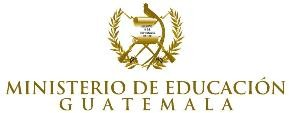 MINISTERIO DE EDUCACIÓN
GUATEMALA